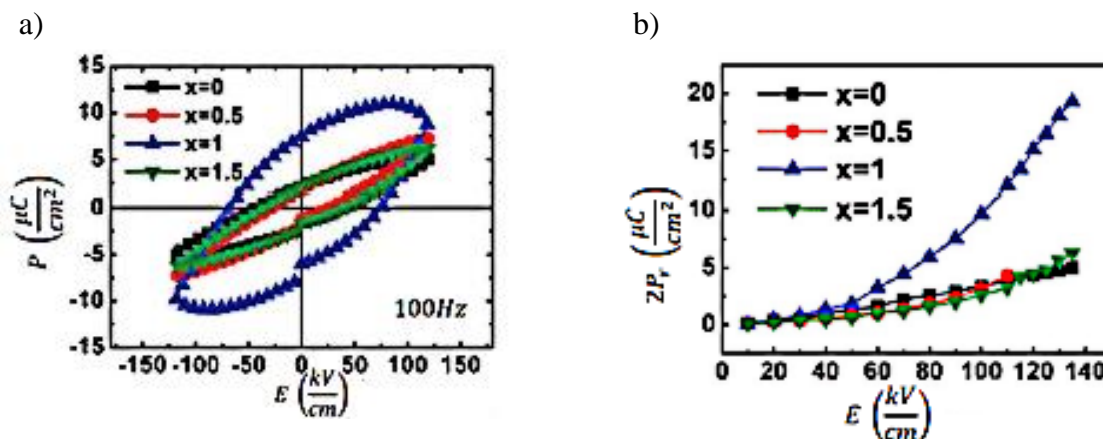 a)
b)
15
10
5
0
-5
-10
-15
x=0
x=0.5
x=1
x=1.5
100Hz
-150 -100 -50 0 50 100 150
P (μC/cm²)
E (kV/cm)
20
15
10
5
0
x=0
x=0.5
x=1
x=1.5
0 20 40 60 80 100 120 140
2Pᵣ (μC/cm²)
E (kV/cm)